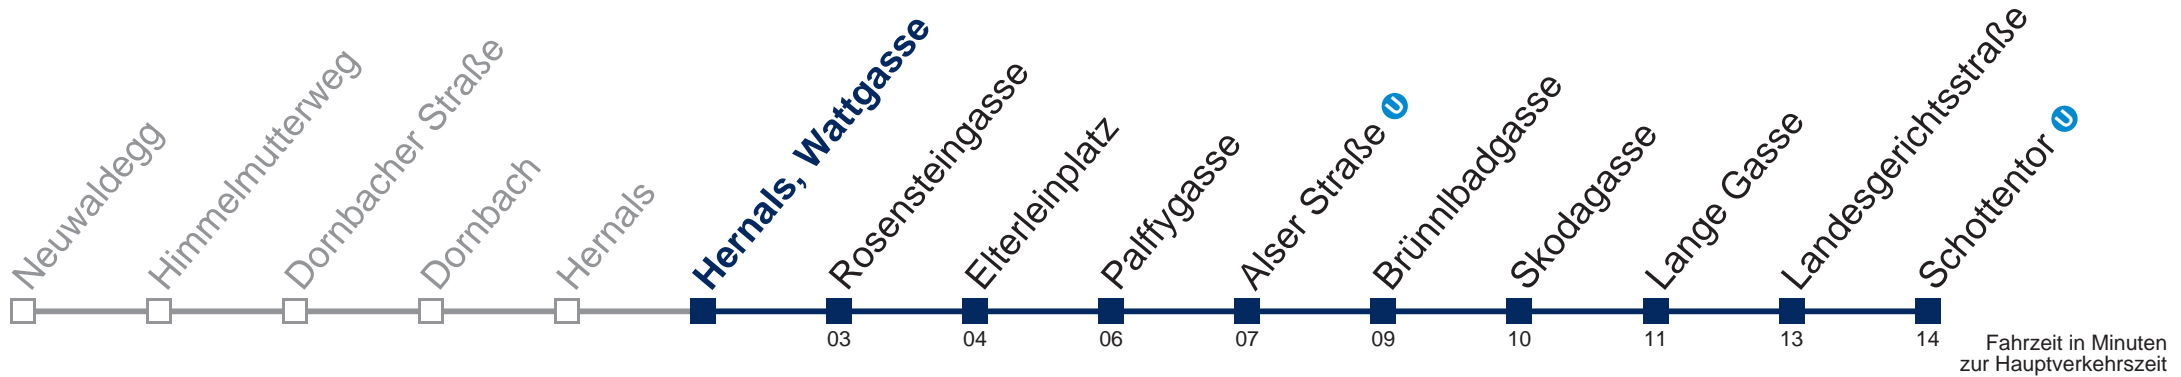 Neuwaldegg
Himmelmutterweg
Dornbacher Straße
Dornbach
Hernals
Hernals, Wattgasse
Rosensteingasse
Elterleinplatz
Palffygasse
Alser Straße U
Brünnlbadgasse
Skodagasse
Lange Gasse
Landesgerichtsstraße
Schottentor U
03 04 06 07 09 10 11 13 14
Fahrzeit in Minuten
zur Hauptverkehrszeit